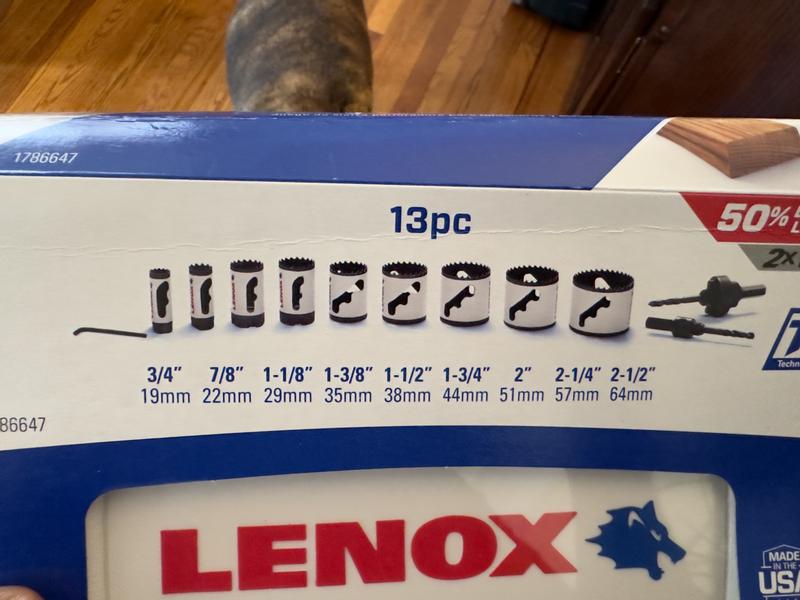 1786647
13pc
50%
2x
3/4" 7/8" 1-1/8" 1-3/8" 1-1/2" 1-3/4" 2" 2-1/4" 2-1/2"
19mm 22mm 29mm 35mm 38mm 44mm 51mm 57mm 64mm
86647
LENOX
MADE
IN THE
USA